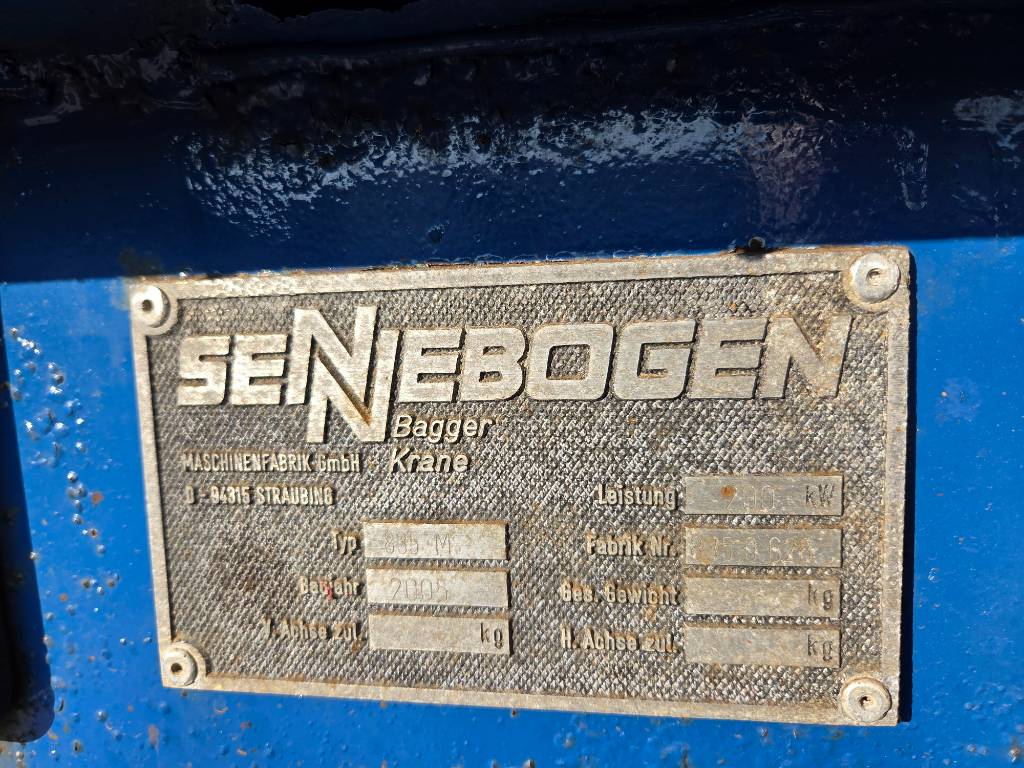 SENNEBOGEN
Bagger
Krane
MASCHINENFABRIK GmbH
D - 94315 STRAUBING
Leistung kW
Typ 835 M
Fabrik Nr.
Baujahr 2005
Ges. Gewicht kg
V. Achse zul. kg
H. Achse zul. kg